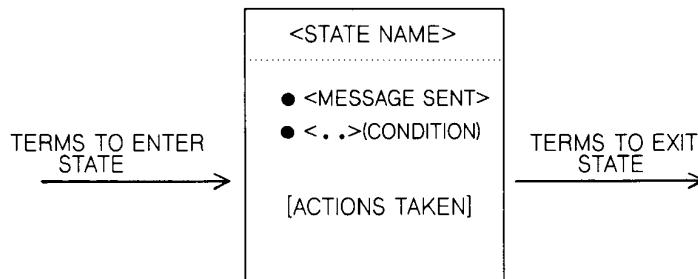 <STATE NAME>
● <MESSAGE SENT>
● <..>(CONDITION)
TERMS TO ENTER
STATE
[ACTIONS TAKEN]
TERMS TO EXIT
STATE